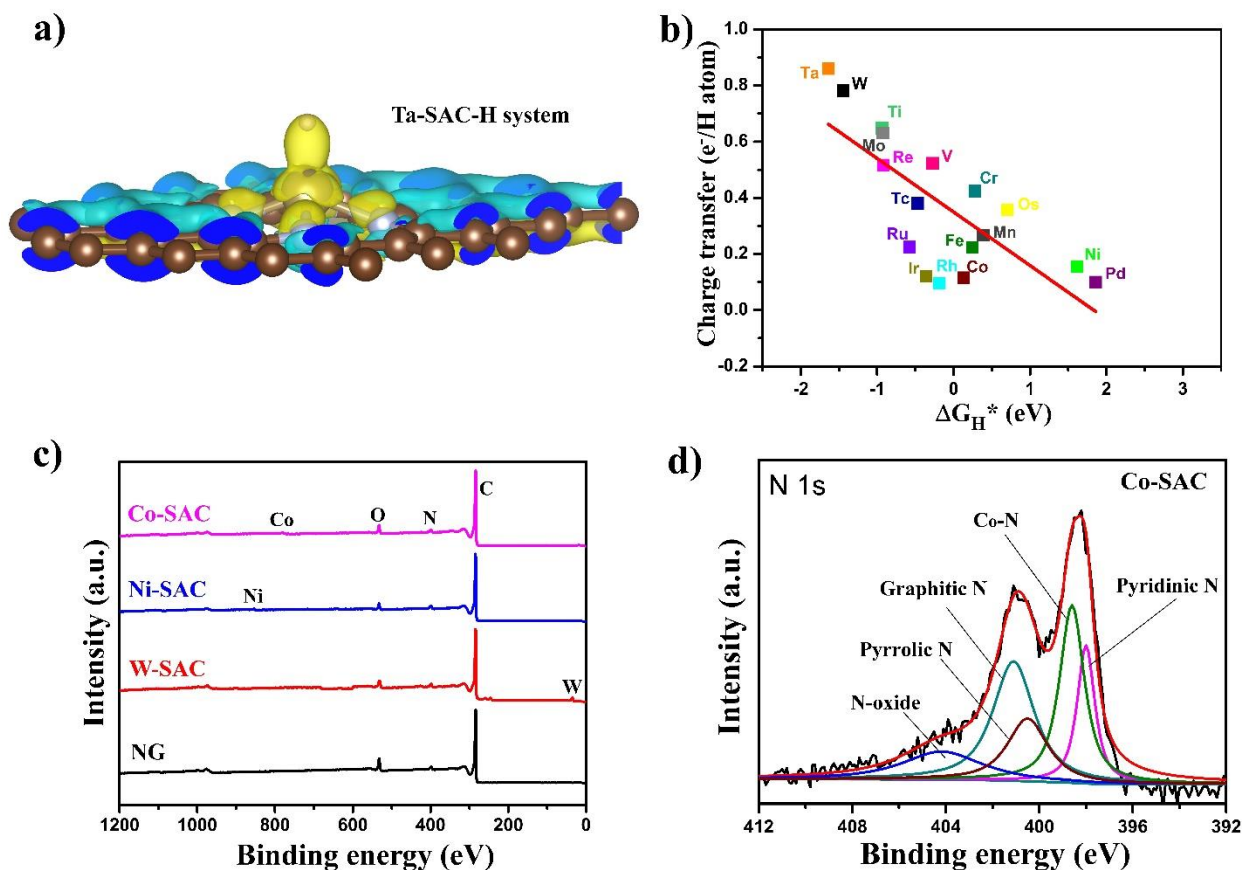 a)
Ta-SAC-H system
b)
Charge transfer (e⁻/H atom)
1.0
0.8
0.6
0.4
0.2
0.0
-0.2
Ta
W
Ti
Mo
Re
V
Cr
Tc
Os
Ru
Fe
Mn
Ir
Rh
Co
Ni
Pd
-2 -1 0 1 2 3
ΔG_H* (eV)
c)
Intensity (a.u.)
Co-SAC Co O N C
Ni-SAC Ni
W-SAC W
NG
1200 1000 800 600 400 200 0
Binding energy (eV)
d)
Intensity (a.u.)
N 1s
Co-SAC
Co-N
Graphitic N
Pyridinic N
Pyrrolic N
N-oxide
412 408 404 400 396 392
Binding energy (eV)